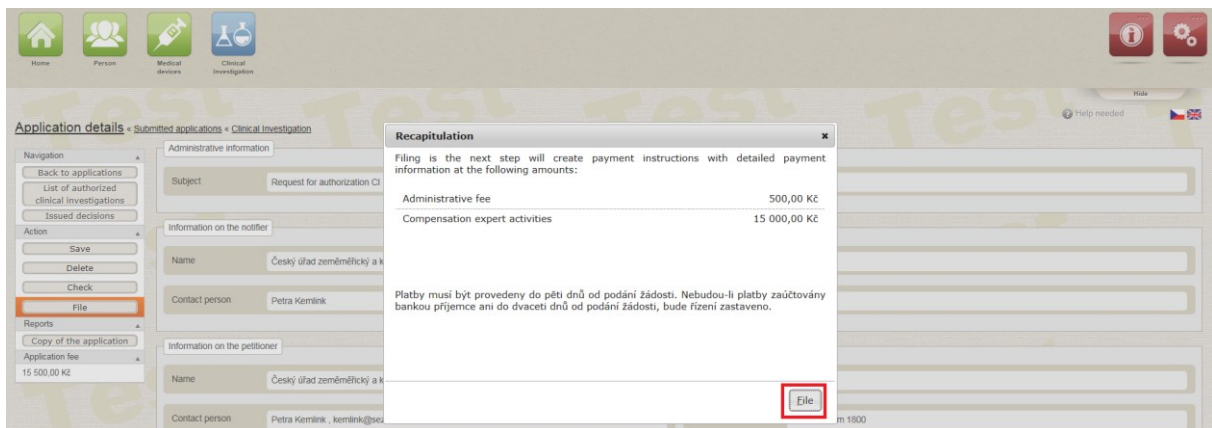 Home
Person
Medical
devices
Clinical
Investigation
Hide
Help needed
Application details « Submitted applications « Clinical Investigation
Navigation
Back to applications
List of authorized
clinical investigations
Issued decisions
Action
Save
Delete
Check
File
Reports
Copy of the application
Application fee
15 500,00 Kč
Administrative information
Subject
Request for authorization CI
Information on the notifier
Name
Český úřad zeměměřický a k
Contact person
Petra Kemlink
Information on the petitioner
Name
Český úřad zeměměřický a k
Contact person
Petra Kemlink , kemlink@sez
m 1800
Recapitulation
Filing is the next step will create payment instructions with detailed payment
information at the following amounts:
Administrative fee 500,00 Kč
Compensation expert activities 15 000,00 Kč
Platby musí být provedeny do pěti dnů od podání žádosti. Nebudou-li platby zaúčtovány
bankou příjemce ani do dvaceti dnů od podání žádosti, bude řízení zastaveno.
File
Test Test Test Test Test